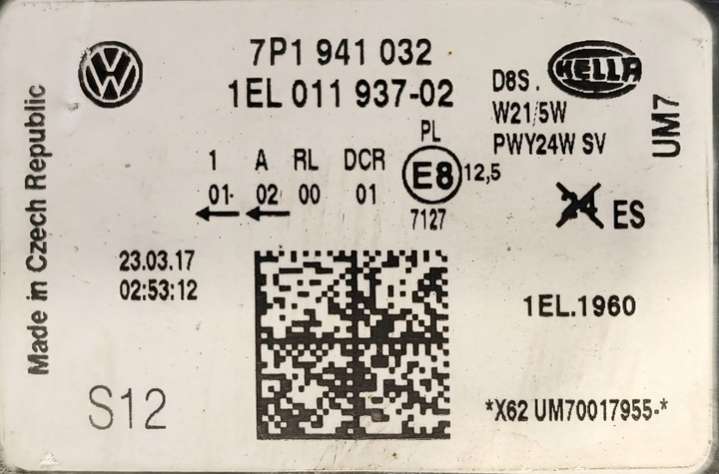 7P1 941 032
1EL 011 937-02
HELLA
D8S.
W21/5W
PWY24W SV
UM7
PL
E8 12,5
7127
1 A RL DCR
01 02 00 01
24 ES
Made in Czech Republic
23.03.17
02:53:12
1EL.1960
S12
*X62 UM70017955-*